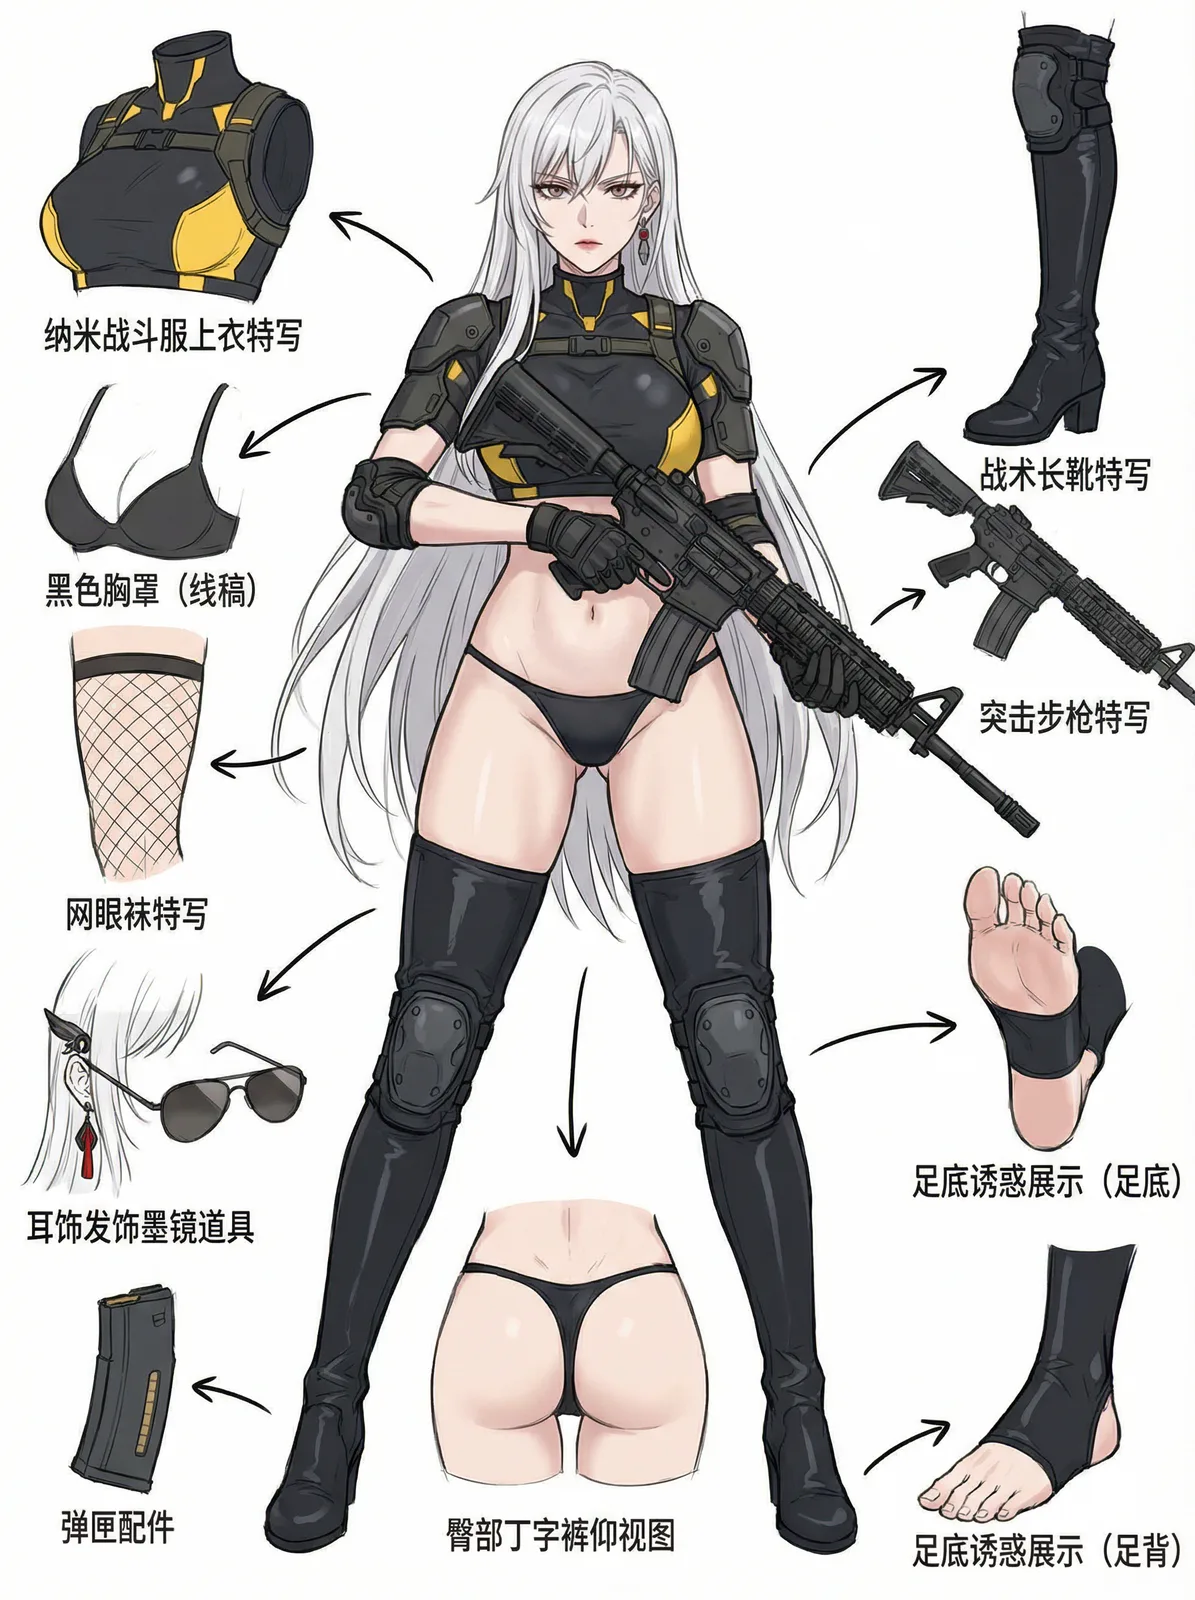 纳米战斗服上衣特写
黑色胸罩（线稿）
网眼袜特写
耳饰发饰墨镜道具
弹匣配件
臀部丁字裤仰视图
战术长靴特写
突击步枪特写
足底诱惑展示（足底）
足底诱惑展示（足背）